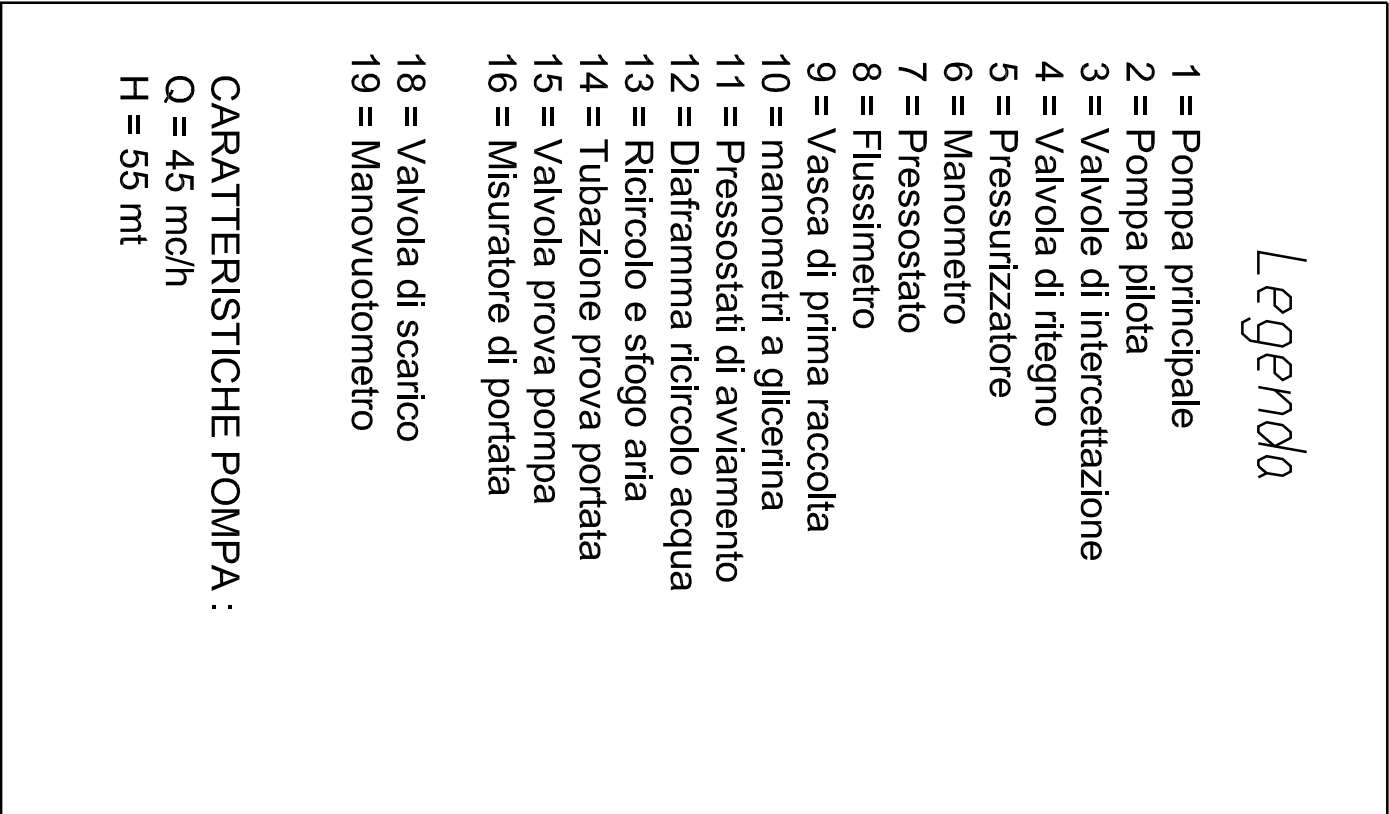 Legenda
1 = Pompa principale
2 = Pompa pilota
3 = Valvole di intercettazione
4 = Valvola di ritegno
5 = Pressurizzatore
6 = Manometro
7 = Pressostato
8 = Flussimetro
9 = Vasca di prima raccolta
10 = manometri a glicerina
11 = Pressostati di avviamento
12 = Diaframma ricircolo acqua
13 = Ricircolo e sfogo aria
14 = Tubazione prova portata
15 = Valvola prova pompa
16 = Misuratore di portata
18 = Valvola di scarico
19 = Manovuotometro
CARATTERISTICHE POMPA :
Q = 45 mc/h
H = 55 mt